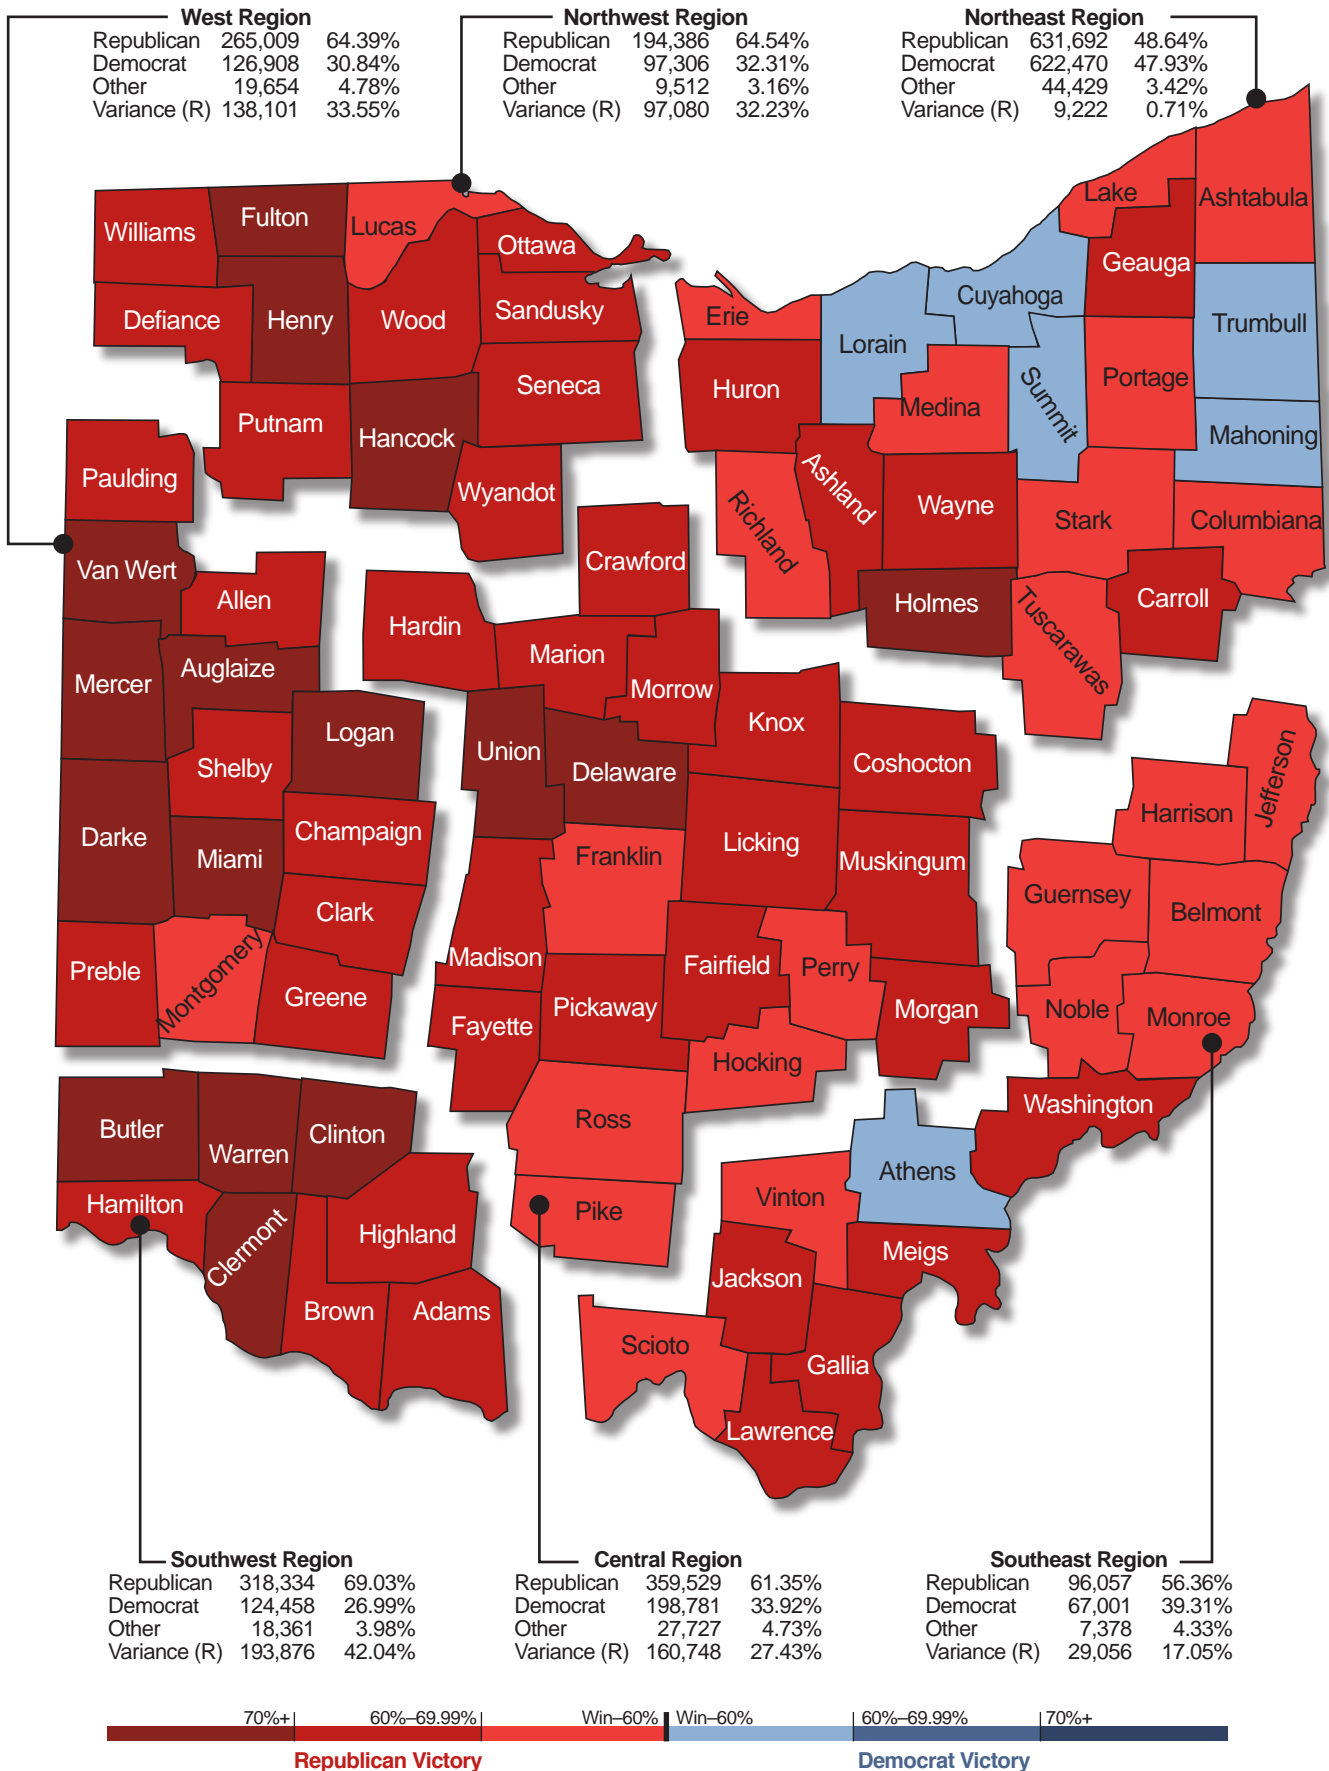 West Region
Republican 265,009 64.39%
Democrat 126,908 30.84%
Other 19,654 4.78%
Variance (R) 138,101 33.55%
Northwest Region
Republican 194,386 64.54%
Democrat 97,306 32.31%
Other 9,512 3.16%
Variance (R) 97,080 32.23%
Northeast Region
Republican 631,692 48.64%
Democrat 622,470 47.93%
Other 44,429 3.42%
Variance (R) 9,222 0.71%
Williams
Fulton
Lucas
Ottawa
Defiance
Henry
Wood
Sandusky
Seneca
Putnam
Hancock
Wyandot
Lake
Ashtabula
Geauga
Cuyahoga
Trumbull
Erie
Lorain
Huron
Medina
Summit
Portage
Mahoning
Richland
Ashland
Wayne
Stark
Columbiana
Holmes
Tuscarawas
Carroll
Paulding
Van Wert
Allen
Mercer
Auglaize
Logan
Shelby
Darke
Miami
Champaign
Clark
Preble
Montgomery
Greene
Crawford
Hardin
Marion
Morrow
Union
Delaware
Knox
Coshocton
Franklin
Licking
Muskingum
Madison
Fairfield
Perry
Morgan
Fayette
Pickaway
Hocking
Ross
Pike
Jefferson
Harrison
Guernsey
Belmont
Noble
Monroe
Washington
Athens
Vinton
Meigs
Jackson
Gallia
Scioto
Lawrence
Butler
Warren
Clinton
Hamilton
Clermont
Highland
Brown
Adams
Southwest Region
Republican 318,334 69.03%
Democrat 124,458 26.99%
Other 18,361 3.98%
Variance (R) 193,876 42.04%
Central Region
Republican 359,529 61.35%
Democrat 198,781 33.92%
Other 27,727 4.73%
Variance (R) 160,748 27.43%
Southeast Region
Republican 96,057 56.36%
Democrat 67,001 39.31%
Other 7,378 4.33%
Variance (R) 29,056 17.05%
70%+ 60%–69.99% Win–60% Win–60% 60%–69.99% 70%+
Republican Victory Democrat Victory